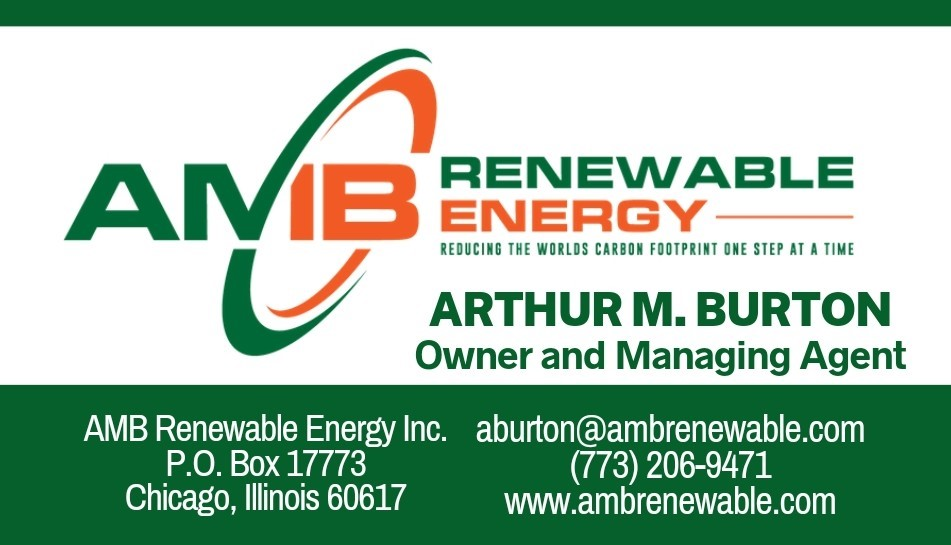 AMB
RENEWABLE
ENERGY
REDUCING THE WORLDS CARBON FOOTPRINT ONE STEP AT A TIME
ARTHUR M. BURTON
Owner and Managing Agent
AMB Renewable Energy Inc.
P.O. Box 17773
Chicago, Illinois 60617
aburton@ambrenewable.com
(773) 206-9471
www.ambrenewable.com